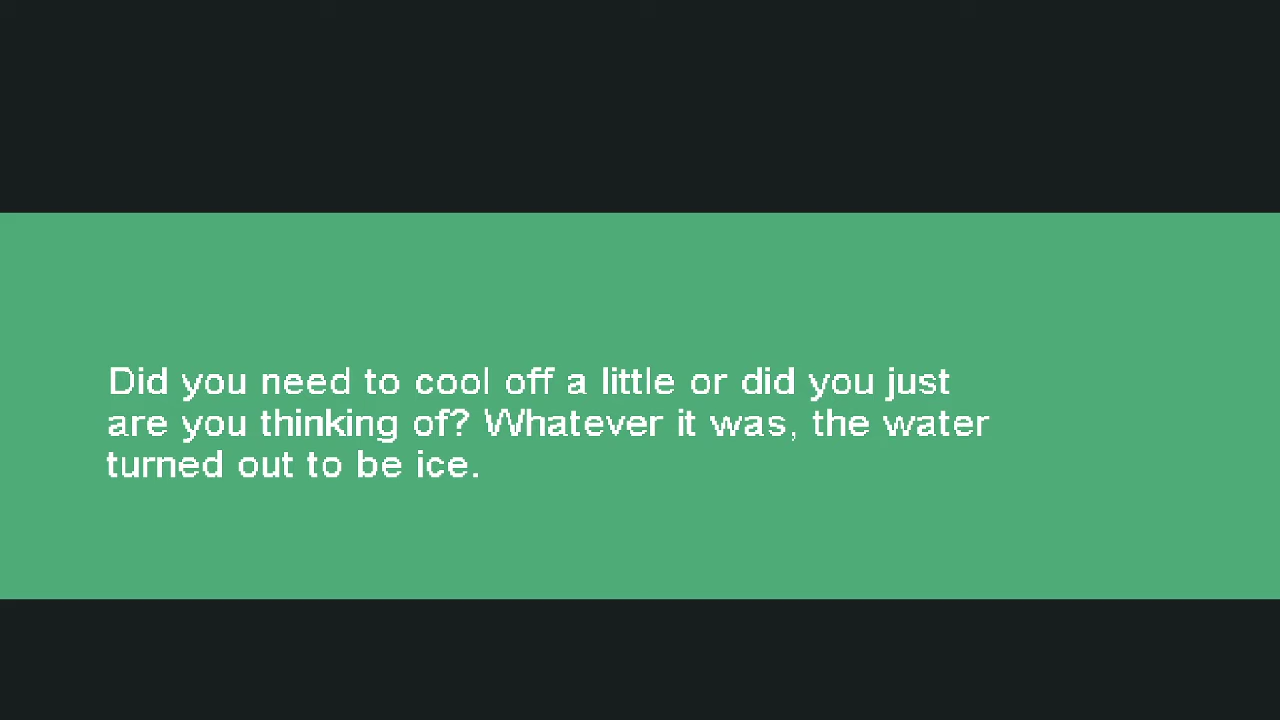 Did you need to cool off a little or did you just
are you thinking of? Whatever it was, the water
turned out to be ice.